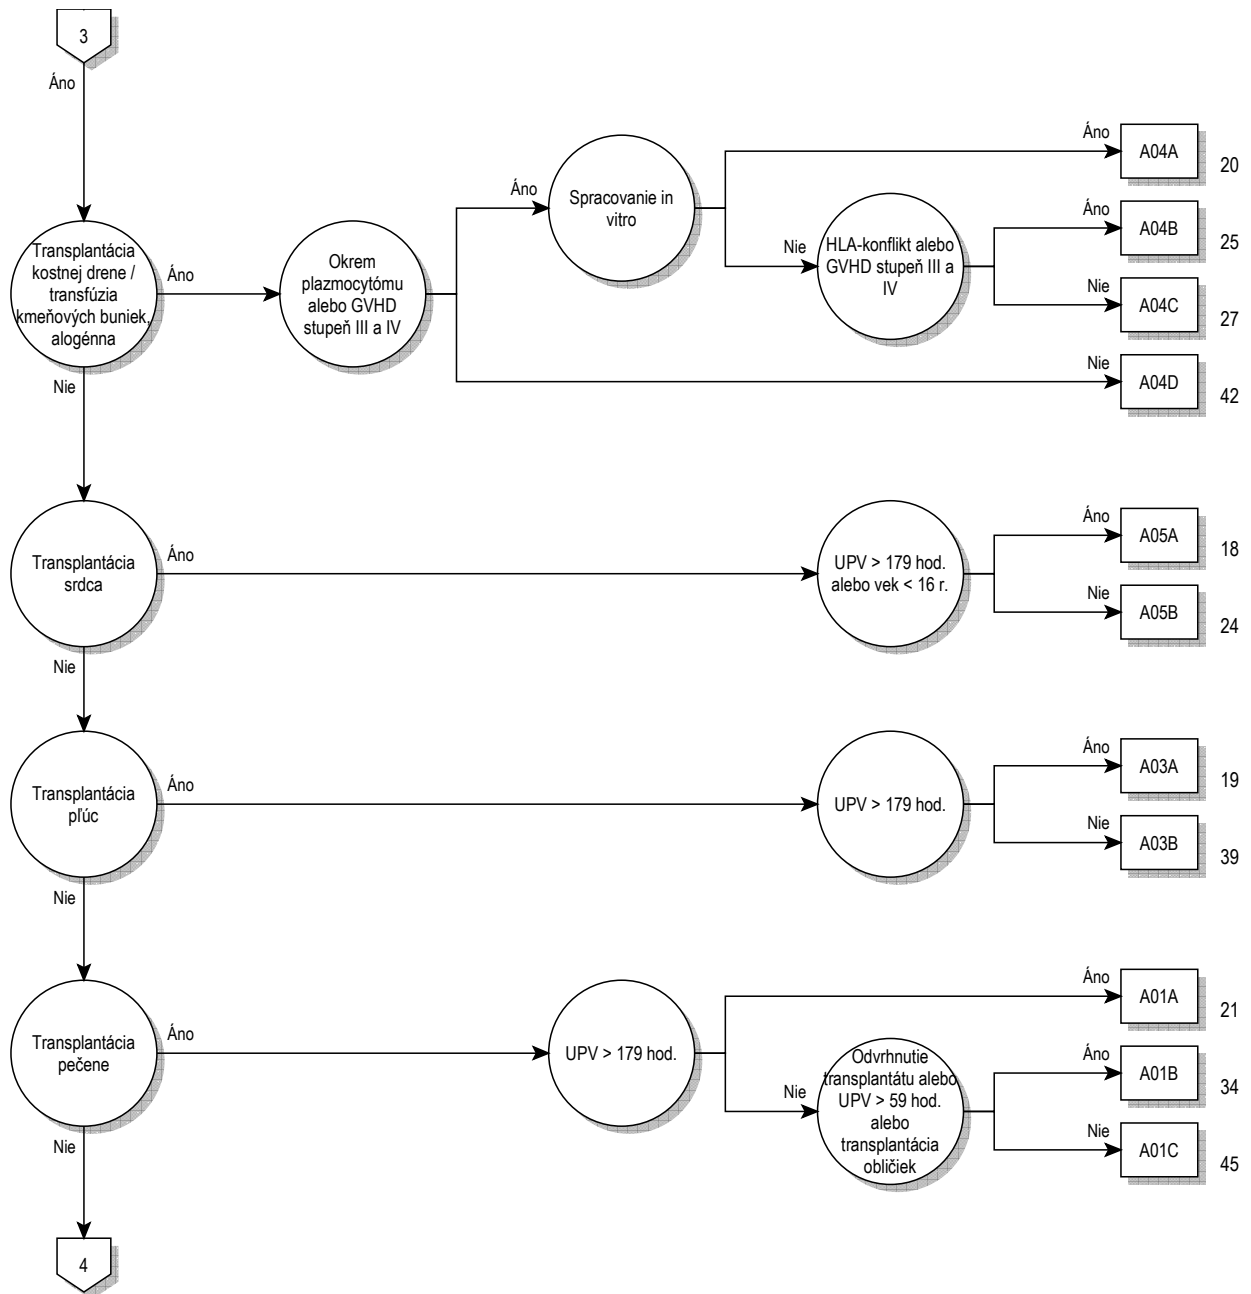 3
Áno
Transplantácia
kostnej drene /
transfúzia
kmeňových buniek,
alogénna
Áno
Okrem
plazmocytómu
alebo GVHD
stupeň III a IV
Áno
Spracovanie in
vitro
Áno
A04A
20
Nie
HLA-konflikt alebo
GVHD stupeň III a
IV
Áno
A04B
25
Nie
A04C
27
Nie
A04D
42
Nie
Transplantácia
srdca
Áno
UPV > 179 hod.
alebo vek < 16 r.
Áno
A05A
18
Nie
A05B
24
Nie
Transplantácia
pľúc
Áno
UPV > 179 hod.
Áno
A03A
19
Nie
A03B
39
Nie
Transplantácia
pečene
Áno
UPV > 179 hod.
Áno
A01A
21
Nie
Odvrhnutie
transplantátu alebo
UPV > 59 hod.
alebo
transplantácia
obličiek
Áno
A01B
34
Nie
A01C
45
Nie
4